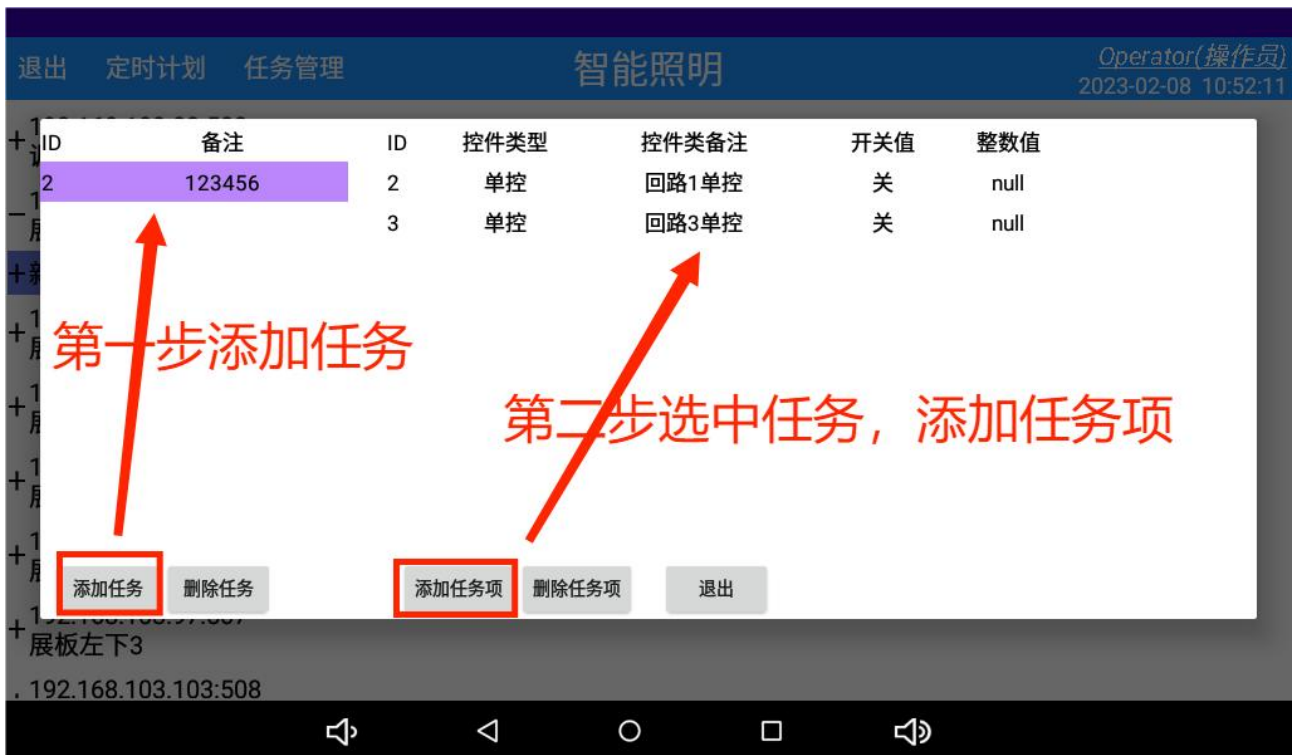 退出 定时计划 任务管理 智能照明 Operator(操作员)
2023-02-08 10:52:11
ID 备注 ID 控件类型 控件类备注 开关值 整数值
2 123456 2 单控 回路1单控 关 null
3 单控 回路3单控 关 null
第一步添加任务
第二步选中任务，添加任务项
添加任务 删除任务 添加任务项 删除任务项 退出
展板左下3
192.168.103.103:508